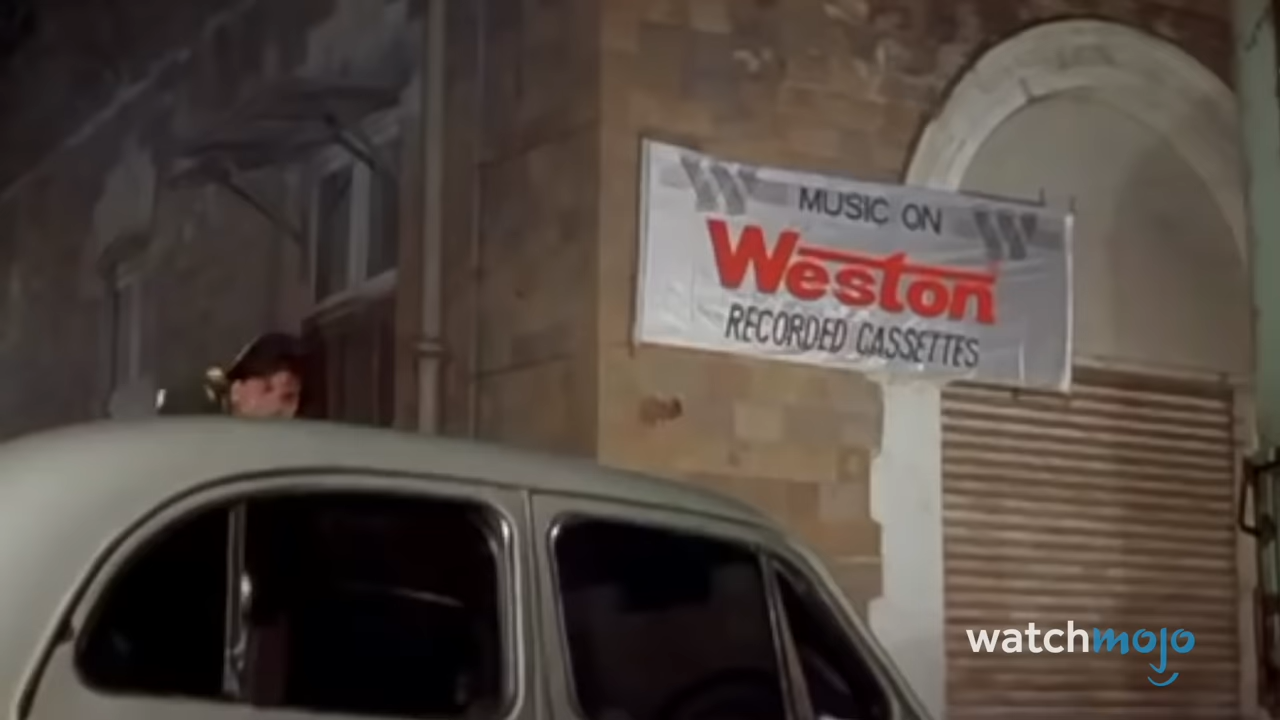 W W
MUSIC ON
Weston
RECORDED CASSETTES
watchmojo